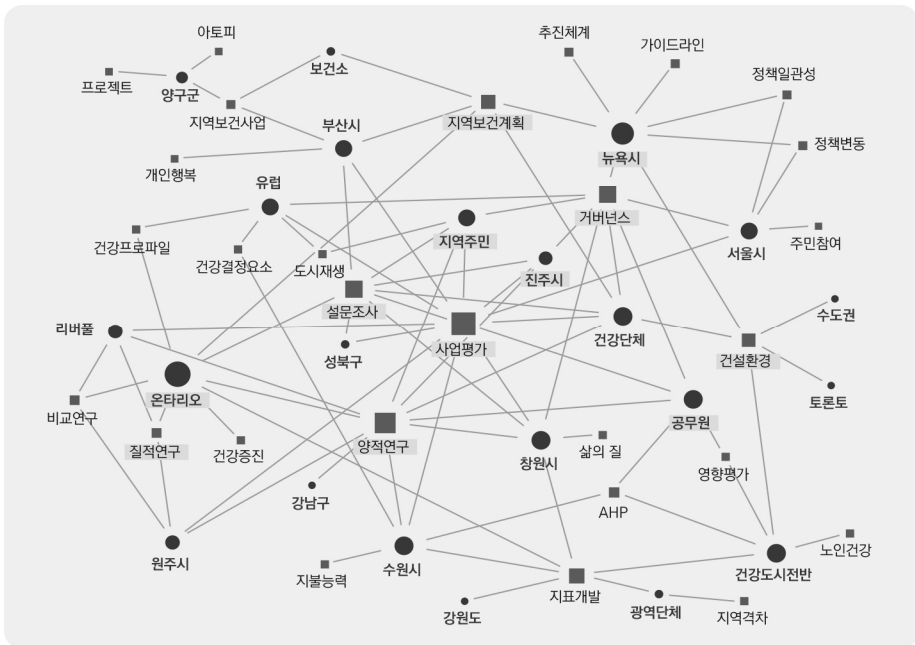 아토피
추진체계
가이드라인
보건소
정책일관성
프로젝트
양구군
지역보건사업
부산시
지역보건계획
정책변동
뉴욕시
개인행복
유럽
거버넌스
건강프로파일
지역주민
서울시
주민참여
건강결정요소
도시재생
진주시
설문조사
수도권
리버풀
사업평가
건강단체
성북구
건설환경
온타리오
토론토
비교연구
공무원
질적연구
건강증진
양적연구
창원시
삶의 질
영향평가
강남구
AHP
원주시
노인건강
지불능력
수원시
건강도시전반
지표개발
강원도
광역단체
지역격차